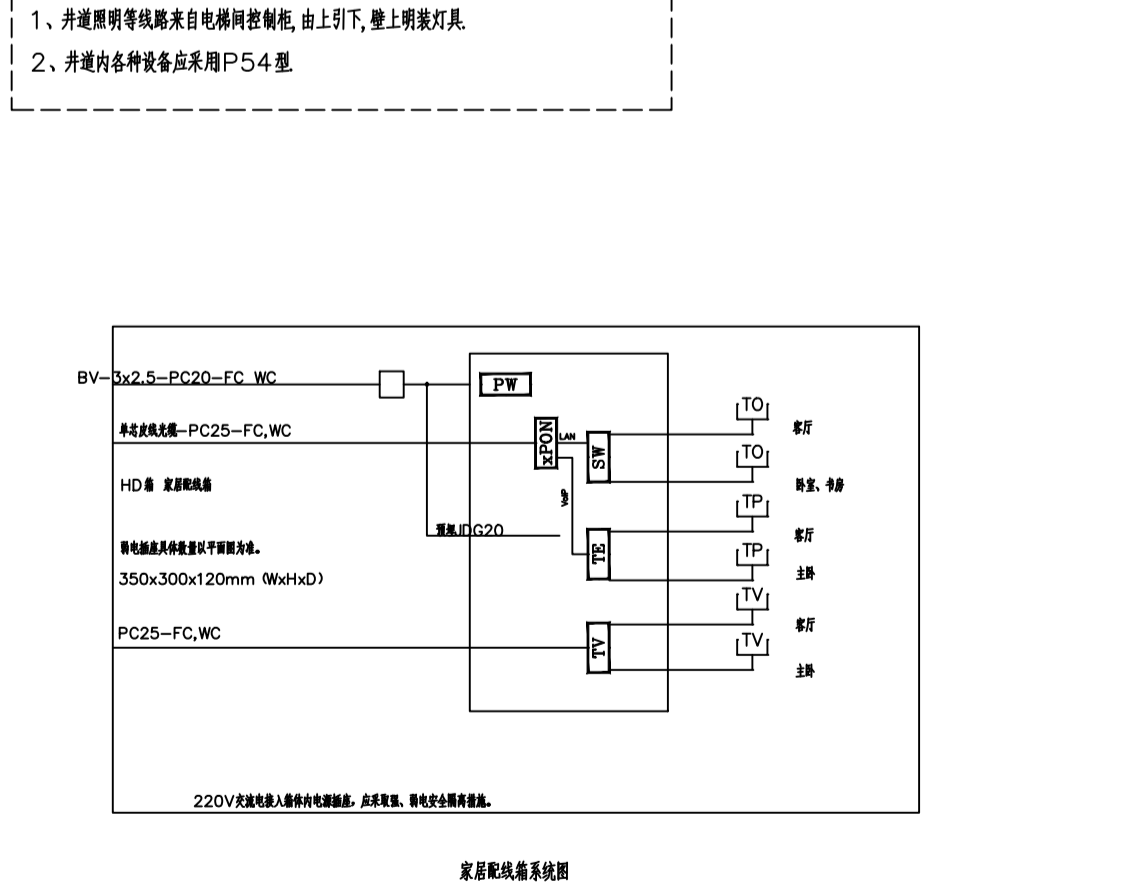 1、井道照明等线路来自电梯间控制柜,由上引下,壁上明装灯具.
2、井道内各种设备应采用P54型.
BV-3x2.5-PC20-FC WC
PW
单芯皮线光缆-PC25-FC,WC
xPON
LAN
SW
TO
客厅
TO
卧室、书房
HD箱 家居配线箱
VoIP
预埋JDG20
TP
客厅
弱电插座具体数量以平面图为准。
TE
TP
主卧
350x300x120mm (WxHxD)
TV
客厅
PC25-FC,WC
TV
TV
主卧
220V交流电接入箱体内电源插座，应采取强、弱电安全隔离措施。
家居配线箱系统图